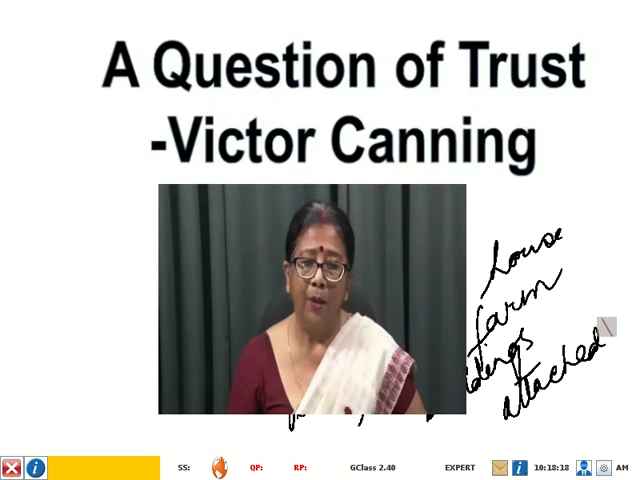 A Question of Trust
-Victor Canning
house
farm
attached
SS:
QP:
RP:
GClass 2.40
EXPERT
10:18:18
AM